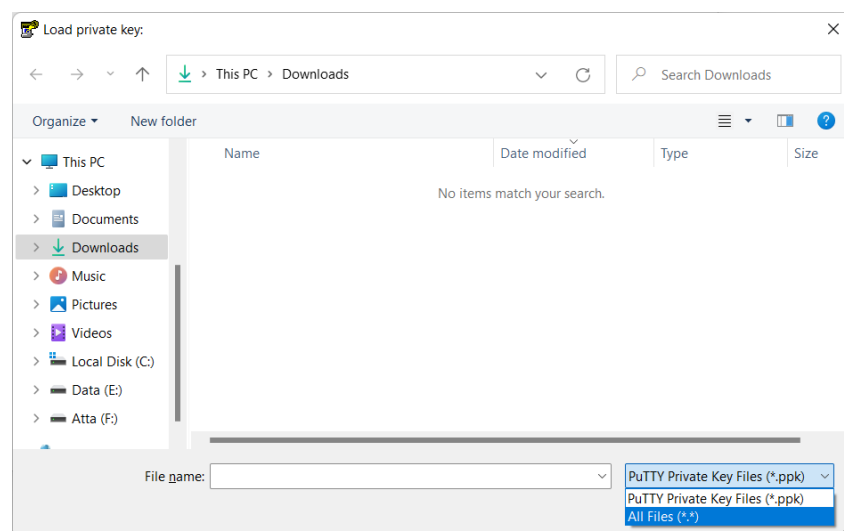 Load private key:
This PC > Downloads
Search Downloads
Organize
New folder
Name
Date modified
Type
Size
No items match your search.
This PC
Desktop
Documents
Downloads
Music
Pictures
Videos
Local Disk (C:)
Data (E:)
Atta (F:)
File name:
PuTTY Private Key Files (*.ppk)
PuTTY Private Key Files (*.ppk)
All Files (*.*)